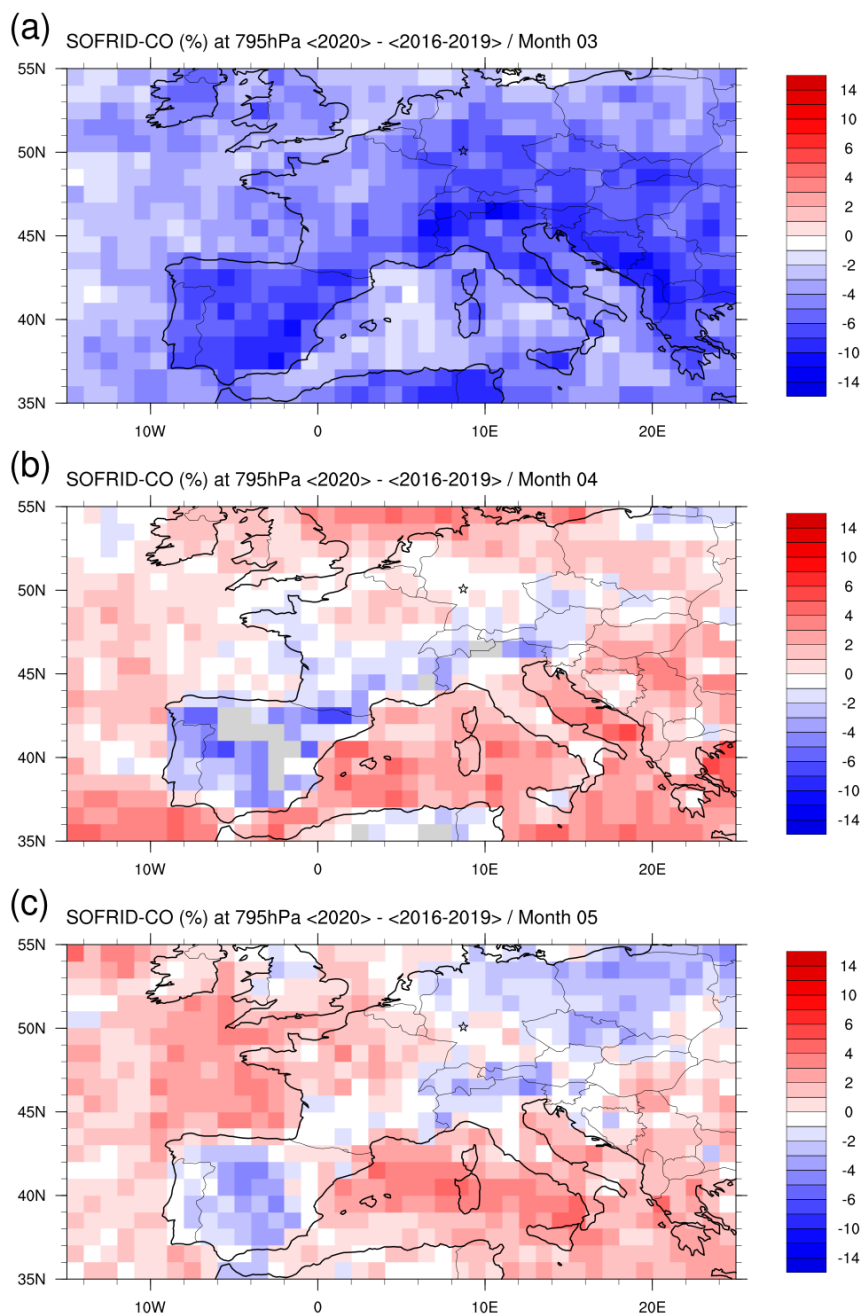 (a)
SOFRID-CO (%) at 795hPa <2020> - <2016-2019> / Month 03
55N
50N
45N
40N
35N
10W 0 10E 20E
14
10
6
4
2
0
-2
-4
-6
-10
-14
(b)
SOFRID-CO (%) at 795hPa <2020> - <2016-2019> / Month 04
55N
50N
45N
40N
35N
10W 0 10E 20E
14
10
6
4
2
0
-2
-4
-6
-10
-14
(c)
SOFRID-CO (%) at 795hPa <2020> - <2016-2019> / Month 05
55N
50N
45N
40N
35N
10W 0 10E 20E
14
10
6
4
2
0
-2
-4
-6
-10
-14